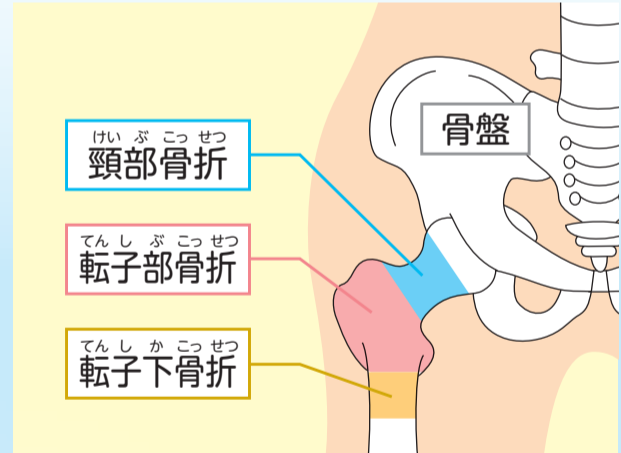 骨盤
けいぶこっせつ
頸部骨折
てんしぶこっせつ
転子部骨折
てんしかこっせつ
転子下骨折